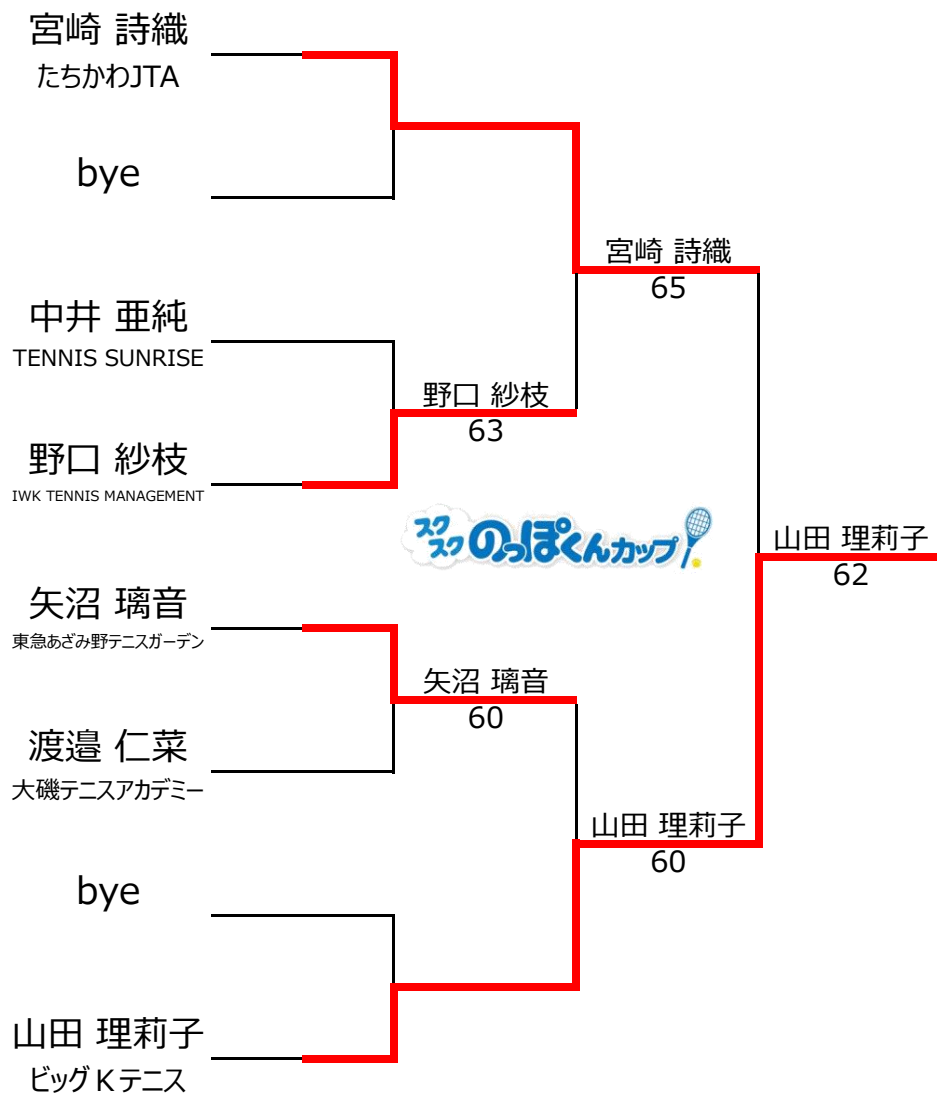 宮崎 詩織
たちかわJTA
bye
中井 亜純
TENNIS SUNRISE
野口 紗枝
IWK TENNIS MANAGEMENT
矢沼 璃音
東急あざみ野テニスガーデン
渡邉 仁菜
大磯テニスアカデミー
bye
山田 理莉子
ビッグKテニス
野口 紗枝
63
矢沼 璃音
60
宮崎 詩織
65
山田 理莉子
60
スクスク のっぽくんカップ
山田 理莉子
62